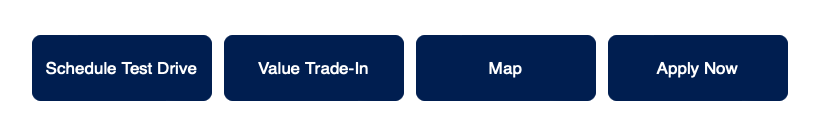 Schedule Test Drive
Value Trade-In
Map
Apply Now